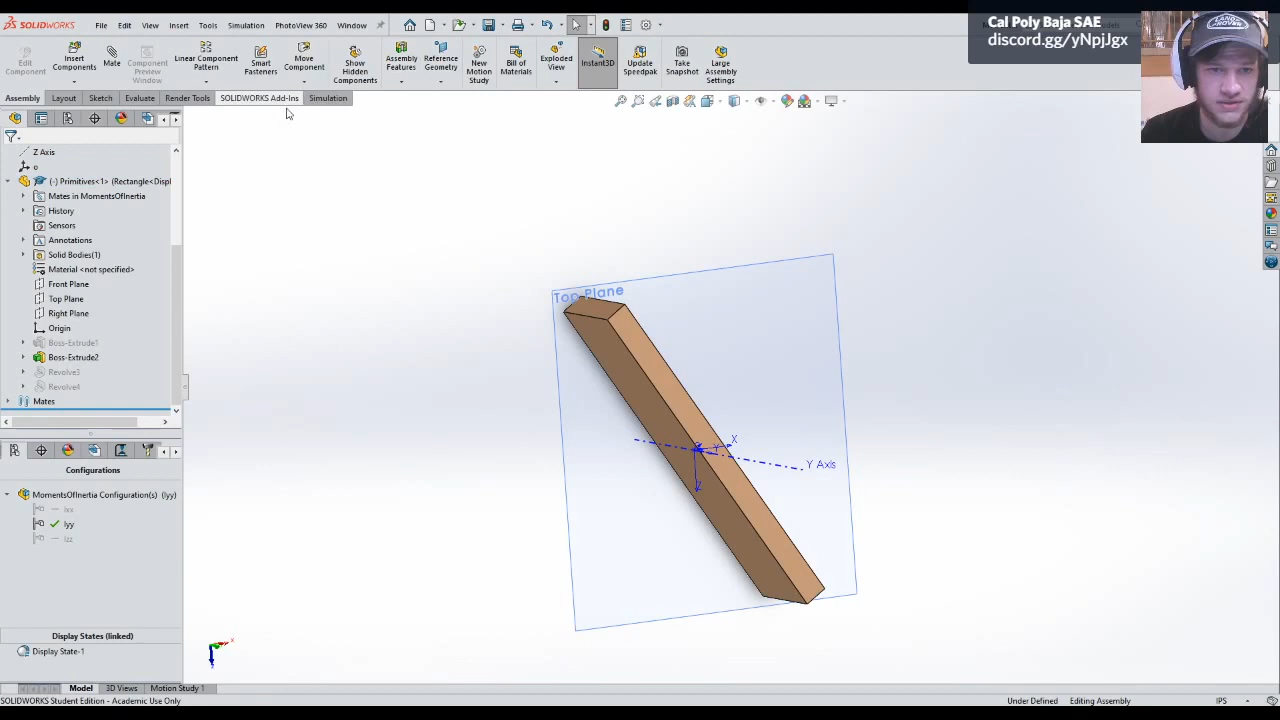 SOLIDWORKS File Edit View Insert Tools Simulation PhotoView 360 Window
Cal Poly Baja SAE
discord.gg/yNpjJgx
Edit Component
Insert Components
Mate
Component Preview Window
Linear Component Pattern
Smart Fasteners
Move Component
Show Hidden Components
Assembly Features
Reference Geometry
New Motion Study
Bill of Materials
Exploded View
Instant3D
Update Speedpak
Take Snapshot
Large Assembly Settings
Assembly Layout Sketch Evaluate Render Tools SOLIDWORKS Add-Ins Simulation
Z Axis
(-) Primitives<1> (Rectangle<Displ
Mates in MomentsOfInertia
History
Sensors
Annotations
Solid Bodies(1)
Material <not specified>
Front Plane
Top Plane
Right Plane
Origin
Boss-Extrude1
Boss-Extrude2
Revolve3
Revolve4
Mates
Configurations
MomentsOfInertia Configuration(s) (Iyy)
Ixx
Iyy
Izz
Display States (linked)
Display State-1
Top Plane
X
Y
Y Axis
Z
Model 3D Views Motion Study 1
SOLIDWORKS Student Edition - Academic Use Only
Under Defined Editing Assembly IPS